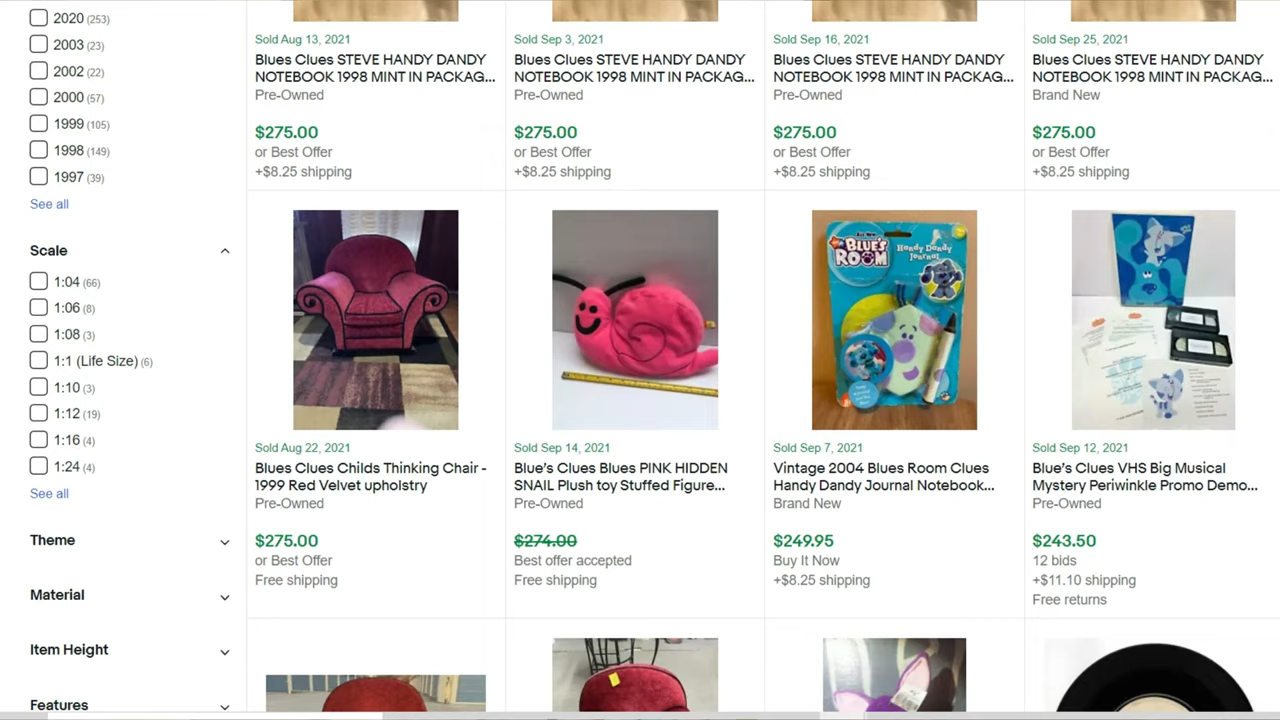 2020 (253)
2003 (23)
2002 (22)
2000 (57)
1999 (105)
1998 (149)
1997 (39)
See all
Scale
1:04 (66)
1:06 (8)
1:08 (3)
1:1 (Life Size) (6)
1:10 (3)
1:12 (19)
1:16 (4)
1:24 (4)
See all
Theme
Material
Item Height
Features
Sold Aug 13, 2021
Blues Clues STEVE HANDY DANDY
NOTEBOOK 1998 MINT IN PACKAG...
Pre-Owned
$275.00
or Best Offer
+$8.25 shipping
Sold Sep 3, 2021
Blues Clues STEVE HANDY DANDY
NOTEBOOK 1998 MINT IN PACKAG...
Pre-Owned
$275.00
or Best Offer
+$8.25 shipping
Sold Sep 16, 2021
Blues Clues STEVE HANDY DANDY
NOTEBOOK 1998 MINT IN PACKAG...
Pre-Owned
$275.00
or Best Offer
+$8.25 shipping
Sold Sep 25, 2021
Blues Clues STEVE HANDY DANDY
NOTEBOOK 1998 MINT IN PACKAG...
Brand New
$275.00
or Best Offer
+$8.25 shipping
Sold Aug 22, 2021
Blues Clues Childs Thinking Chair -
1999 Red Velvet upholstry
Pre-Owned
$275.00
or Best Offer
Free shipping
Sold Sep 14, 2021
Blue's Clues Blues PINK HIDDEN
SNAIL Plush toy Stuffed Figure...
Pre-Owned
$274.00
Best offer accepted
Free shipping
BLUE'S
ROOM
Handy Dandy
Journal
Sold Sep 7, 2021
Vintage 2004 Blues Room Clues
Handy Dandy Journal Notebook...
Brand New
$249.95
Buy It Now
+$8.25 shipping
Sold Sep 12, 2021
Blue's Clues VHS Big Musical
Mystery Periwinkle Promo Demo...
Pre-Owned
$243.50
12 bids
+$11.10 shipping
Free returns